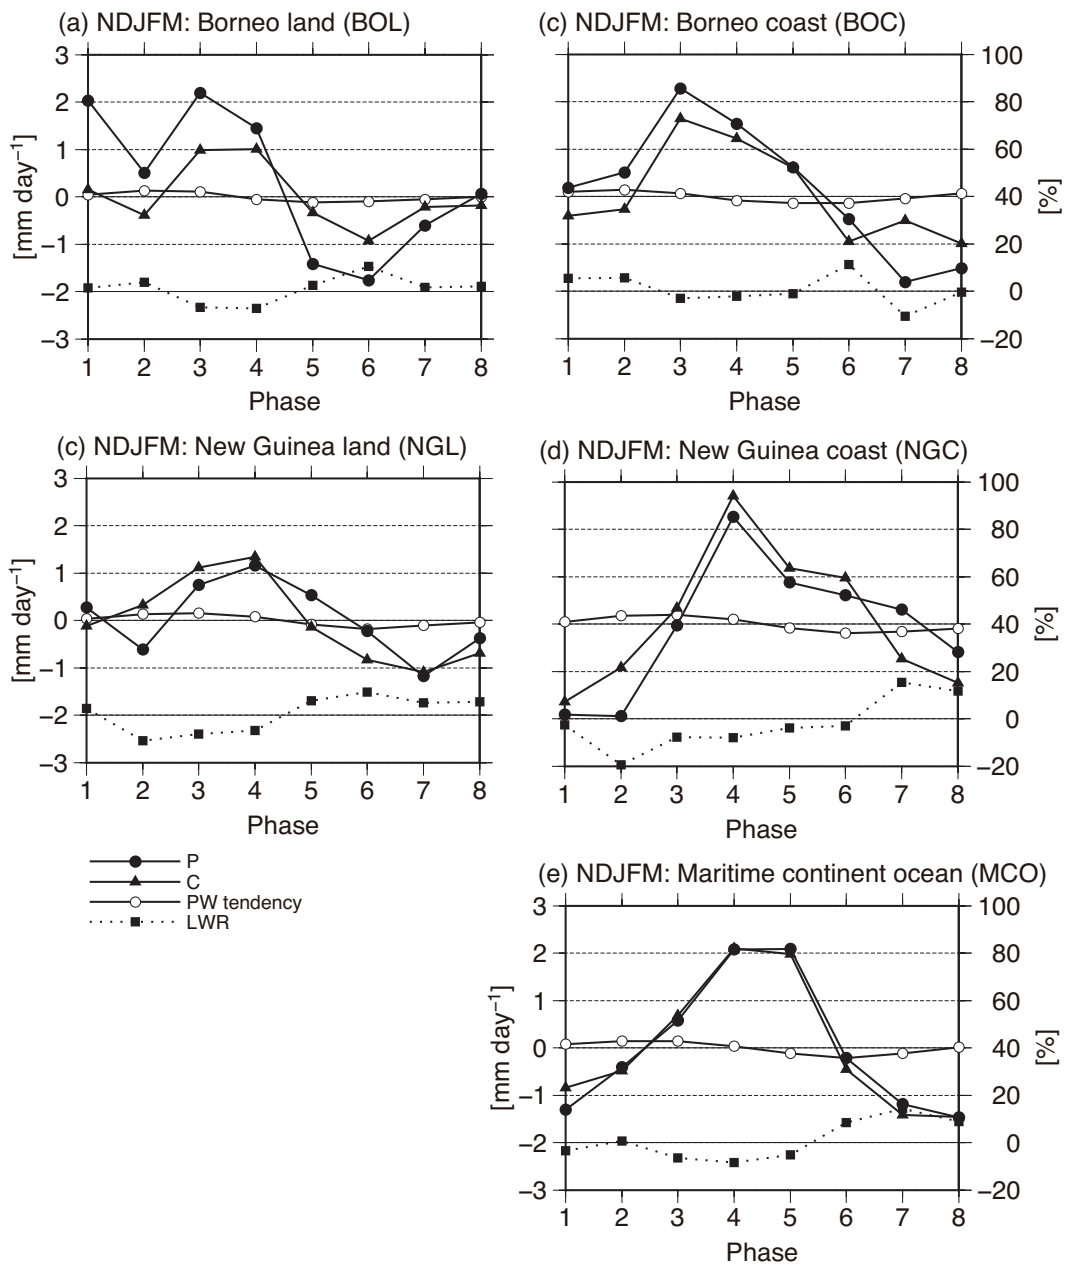 (a) NDJFM: Borneo land (BOL)
3
2
1
0
−1
−2
−3
[mm day−1]
1 2 3 4 5 6 7 8
Phase
(c) NDJFM: Borneo coast (BOC)
100
80
60
40
20
0
−20
[%]
1 2 3 4 5 6 7 8
Phase
(c) NDJFM: New Guinea land (NGL)
3
2
1
0
−1
−2
−3
[mm day−1]
1 2 3 4 5 6 7 8
Phase
(d) NDJFM: New Guinea coast (NGC)
100
80
60
40
20
0
−20
[%]
1 2 3 4 5 6 7 8
Phase
P
C
PW tendency
LWR
(e) NDJFM: Maritime continent ocean (MCO)
3
2
1
0
−1
−2
−3
[mm day−1]
100
80
60
40
20
0
−20
[%]
1 2 3 4 5 6 7 8
Phase